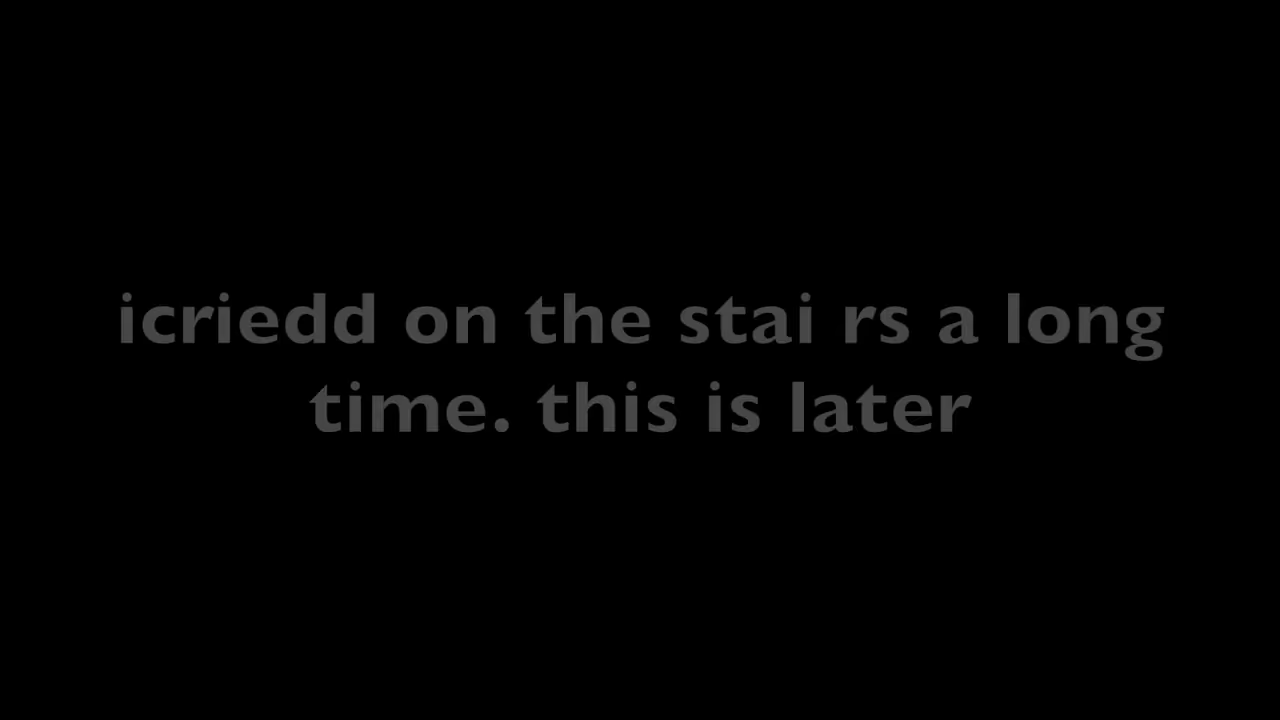 icriedd on the stai rs a long
time. this is later